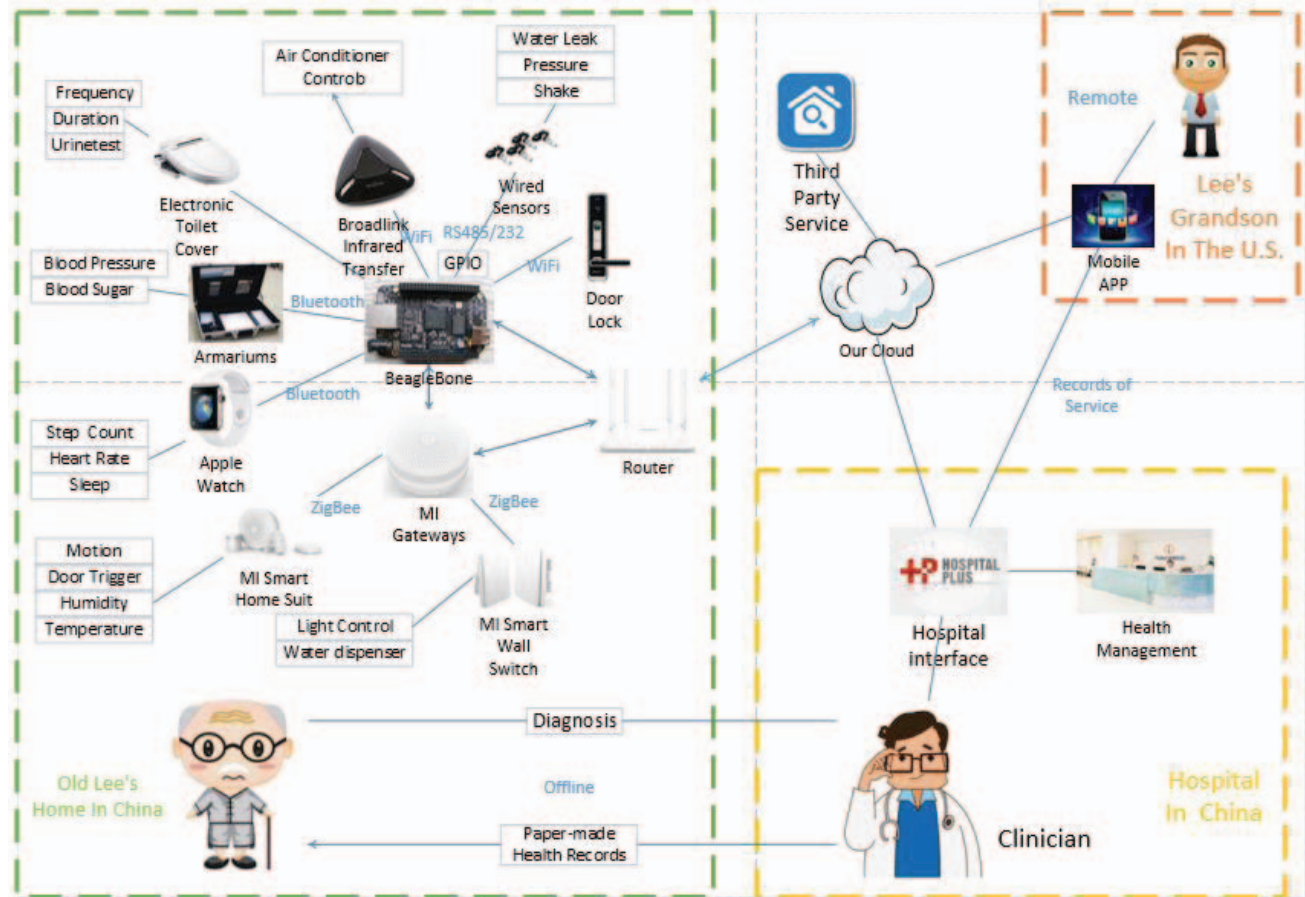 Air Conditioner
Controb
Water Leak
Pressure
Shake
Frequency
Duration
Urinetest
Electronic
Toilet
Cover
Broadlink
Infrared
Transfer
WiFi
Wired
Sensors
RS485/232
GPIO
WiFi
Door
Lock
Blood Pressure
Blood Sugar
Armariums
Bluetooth
BeagleBone
Bluetooth
Step Count
Heart Rate
Sleep
Apple
Watch
MI
Gateways
Router
ZigBee
ZigBee
Motion
Door Trigger
Humidity
Temperature
MI Smart
Home Suit
Light Control
Water dispenser
MI Smart
Wall
Switch
Third
Party
Service
Our Cloud
Remote
Lee's
Grandson
In The U.S.
Mobile
APP
Records of
Service
HOSPITAL
PLUS
Hospital
interface
Health
Management
Old Lee's
Home In China
Diagnosis
Offline
Paper-made
Health Records
Clinician
Hospital
In China